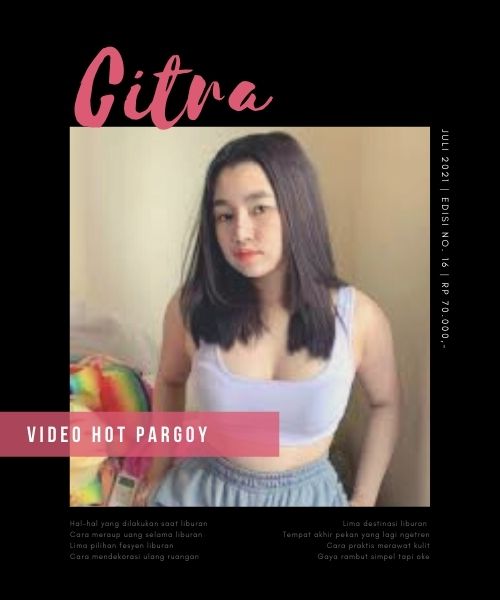 Citra
JULI 2021 | EDISI NO. 16 | RP 70.000,-
VIDEO HOT PARGOY
Hal-hal yang dilakukan saat liburan
Cara meraup uang selama liburan
Lima pilihan fesyen liburan
Cara mendekorasi ulang ruangan
Lima destinasi liburan
Tempat akhir pekan yang lagi ngetren
Cara praktis merawat kulit
Gaya rambut simpel tapi oke